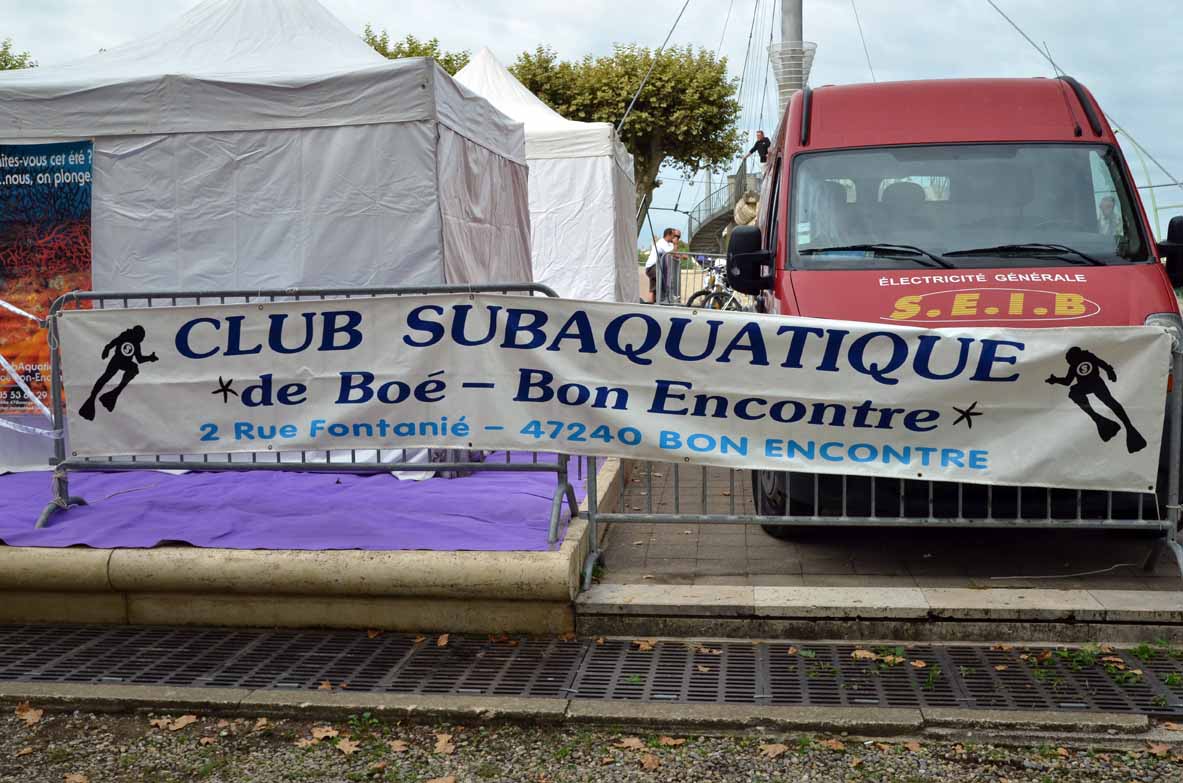 ites-vous cet été ?
..nous, on plonge.
ÉLECTRICITÉ GÉNÉRALE
S.E.I.B
CLUB SUBAQUATIQUE
de Boé – Bon Encontre
2 Rue Fontanié – 47240 BON ENCONTRE